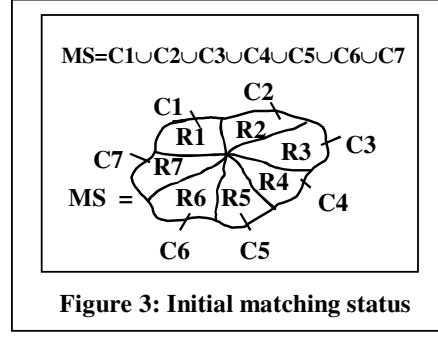 MS=C1∪C2∪C3∪C4∪C5∪C6∪C7
C1 C2
R1 R2
C7 R7 R3 C3
MS = R6 R5 R4 C4
C6 C5
Figure 3: Initial matching status